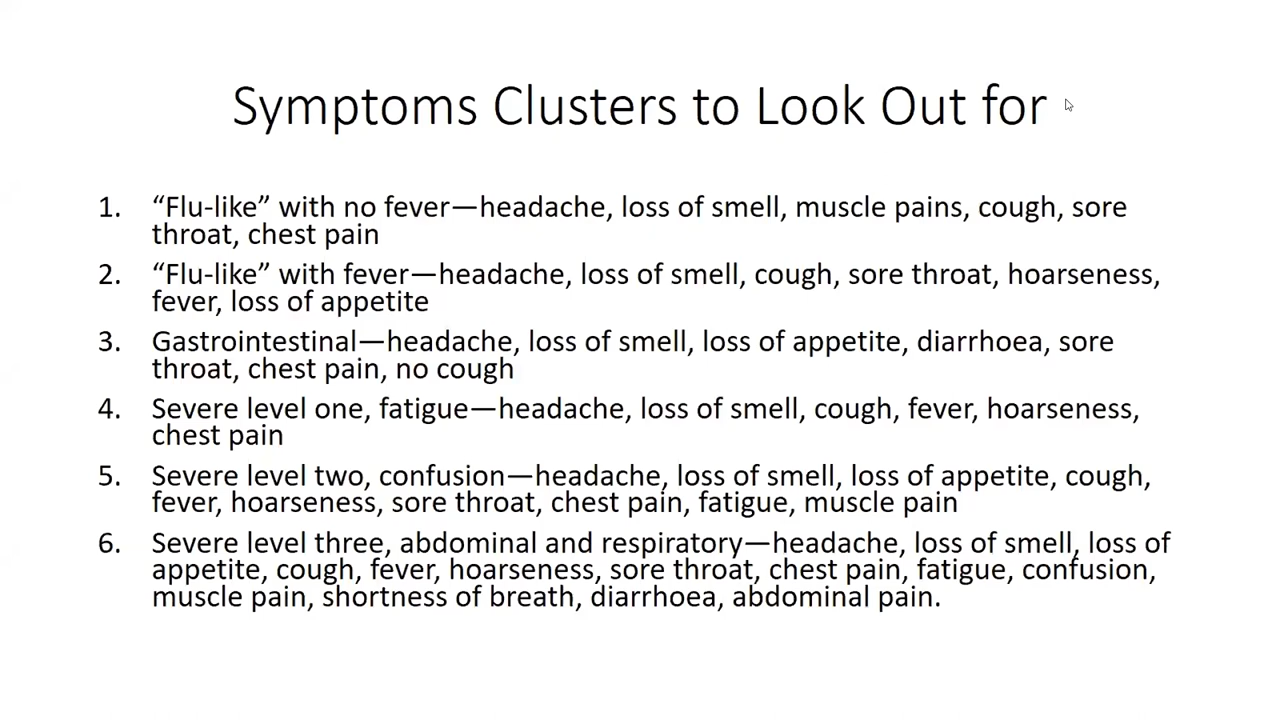 Symptoms Clusters to Look Out for
1. “Flu-like” with no fever—headache, loss of smell, muscle pains, cough, sore
throat, chest pain
2. “Flu-like” with fever—headache, loss of smell, cough, sore throat, hoarseness,
fever, loss of appetite
3. Gastrointestinal—headache, loss of smell, loss of appetite, diarrhoea, sore
throat, chest pain, no cough
4. Severe level one, fatigue—headache, loss of smell, cough, fever, hoarseness,
chest pain
5. Severe level two, confusion—headache, loss of smell, loss of appetite, cough,
fever, hoarseness, sore throat, chest pain, fatigue, muscle pain
6. Severe level three, abdominal and respiratory—headache, loss of smell, loss of
appetite, cough, fever, hoarseness, sore throat, chest pain, fatigue, confusion,
muscle pain, shortness of breath, diarrhoea, abdominal pain.